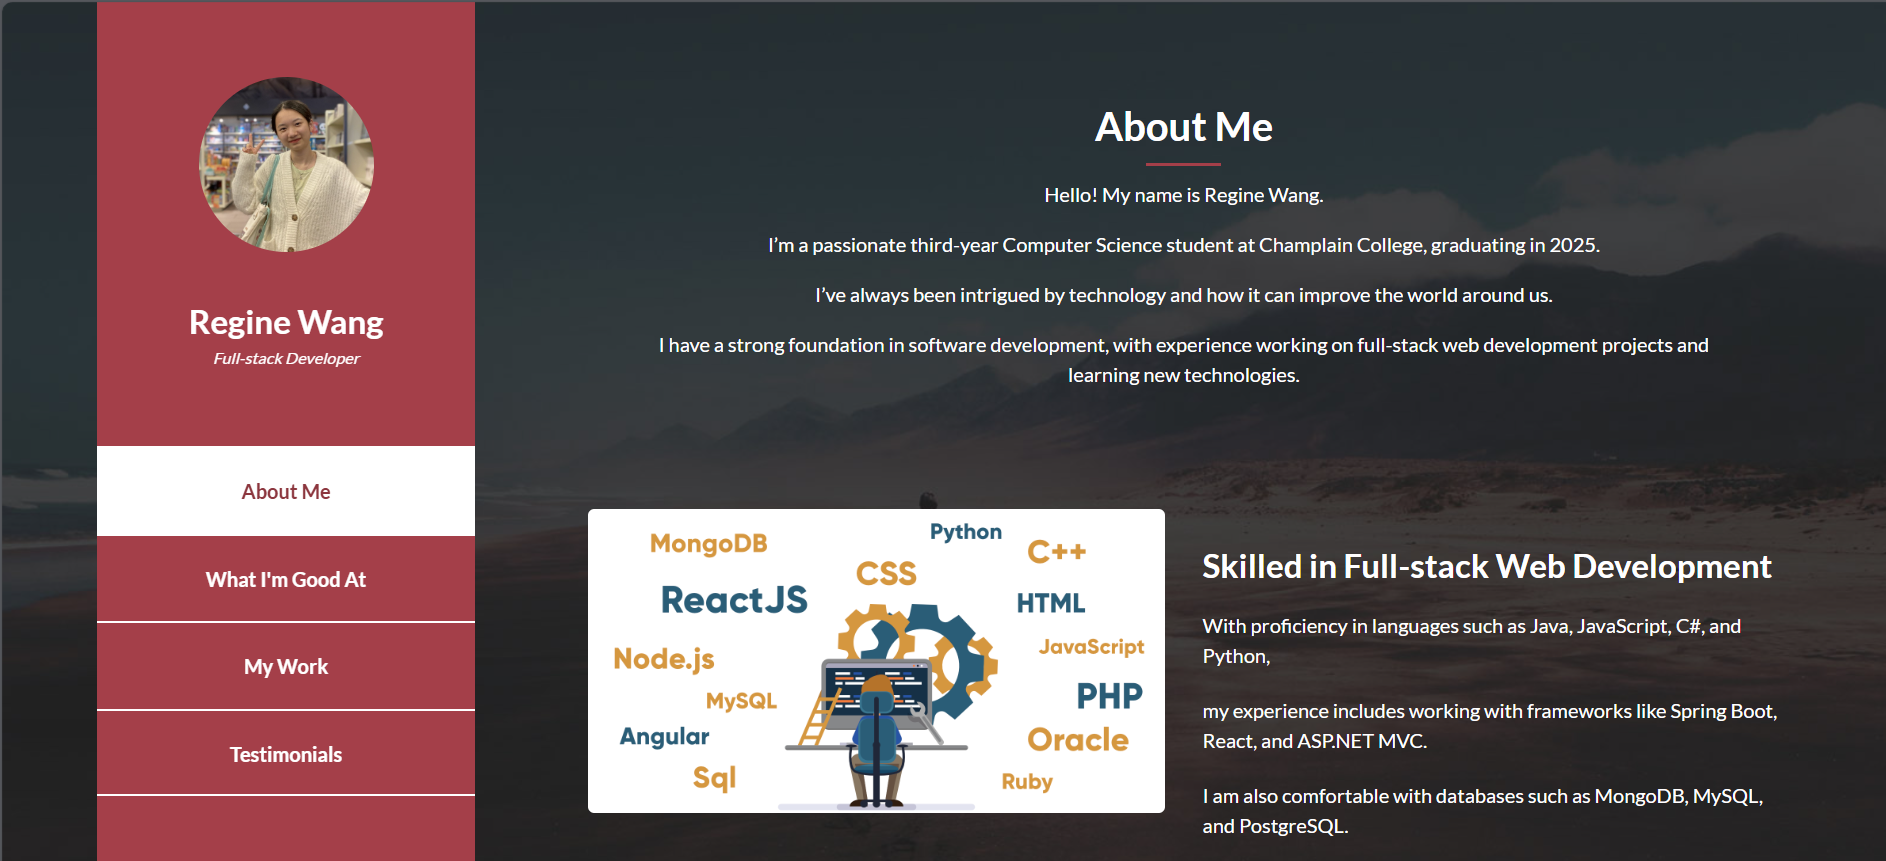 Regine Wang
Full-stack Developer
About Me
What I'm Good At
My Work
Testimonials
About Me
Hello! My name is Regine Wang.
I’m a passionate third-year Computer Science student at Champlain College, graduating in 2025.
I’ve always been intrigued by technology and how it can improve the world around us.
I have a strong foundation in software development, with experience working on full-stack web development projects and
learning new technologies.
MongoDB
Python
C++
CSS
ReactJS
HTML
Node.js
JavaScript
MySQL
PHP
Angular
Oracle
Sql
Ruby
Skilled in Full-stack Web Development
With proficiency in languages such as Java, JavaScript, C#, and
Python,
my experience includes working with frameworks like Spring Boot,
React, and ASP.NET MVC.
I am also comfortable with databases such as MongoDB, MySQL,
and PostgreSQL.